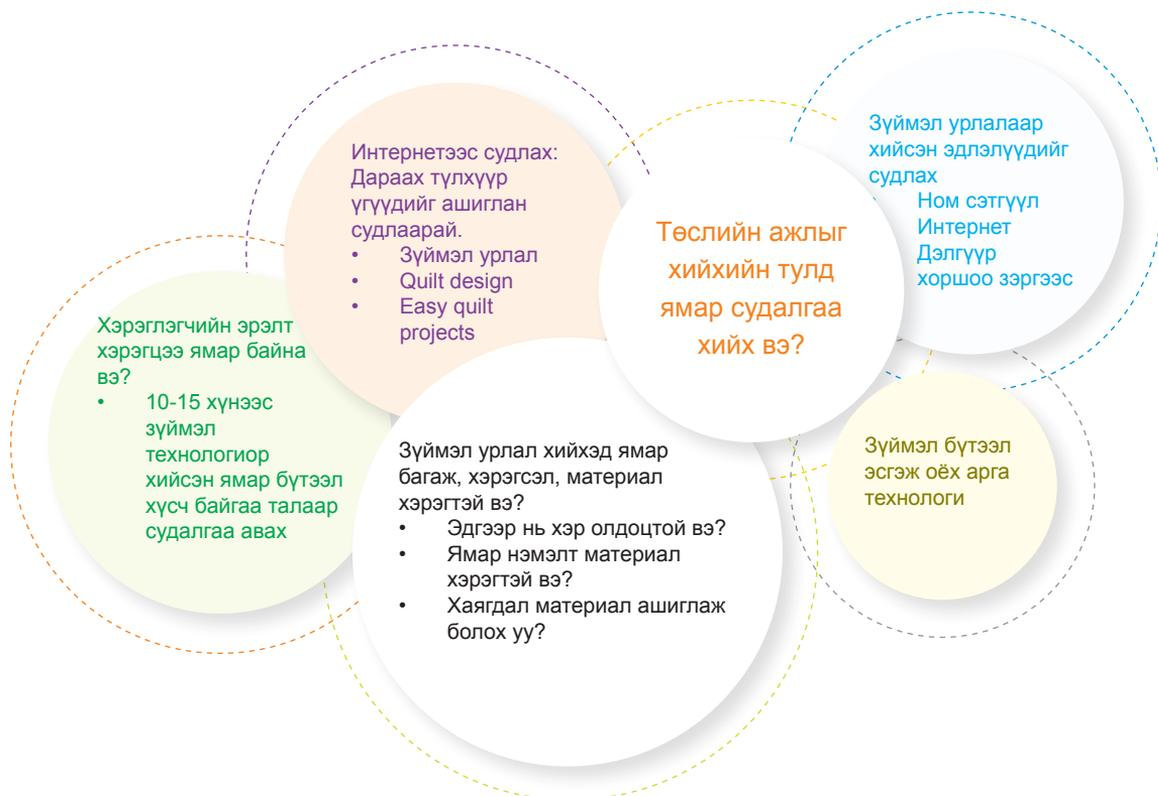 Төслийн ажлыг
хийхийн тулд
ямар судалгаа
хийх вэ?
Хэрэглэгчийн эрэлт
хэрэгцээ ямар байна
вэ?
• 10-15 хүнээс
зүймэл
технологиор
хийсэн ямар бүтээл
хүсч байгаа талаар
судалгаа авах
Интернетээс судлах:
Дараах түлхүүр
үгүүдийг ашиглан
судлаарай.
• Зүймэл урлал
• Quilt design
• Easy quilt
projects
Зүймэл урлалаар
хийсэн эдлэлүүдийг
судлах
Ном сэтгүүл
Интернет
Дэлгүүр
хоршоо зэргээс
Зүймэл урлал хийхэд ямар
багаж, хэрэгсэл, материал
хэрэгтэй вэ?
• Эдгээр нь хэр олдоцтой вэ?
• Ямар нэмэлт материал
хэрэгтэй вэ?
• Хаягдал материал ашиглаж
болох уу?
Зүймэл бүтээл
эсгэж оёх арга
технологи